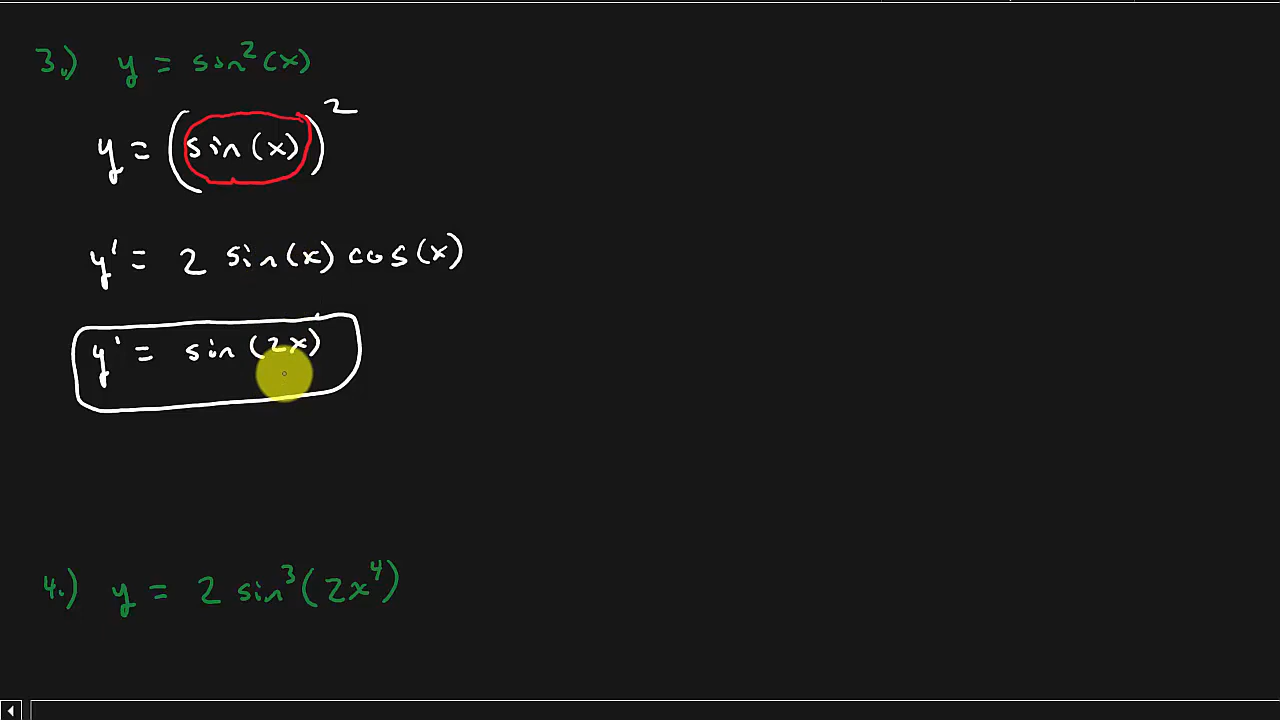 3.) y = sin²(x)
y = (sin(x))²
y' = 2 sin(x) cos(x)
y' = sin(2x)
4.) y = 2 sin³(2x⁴)